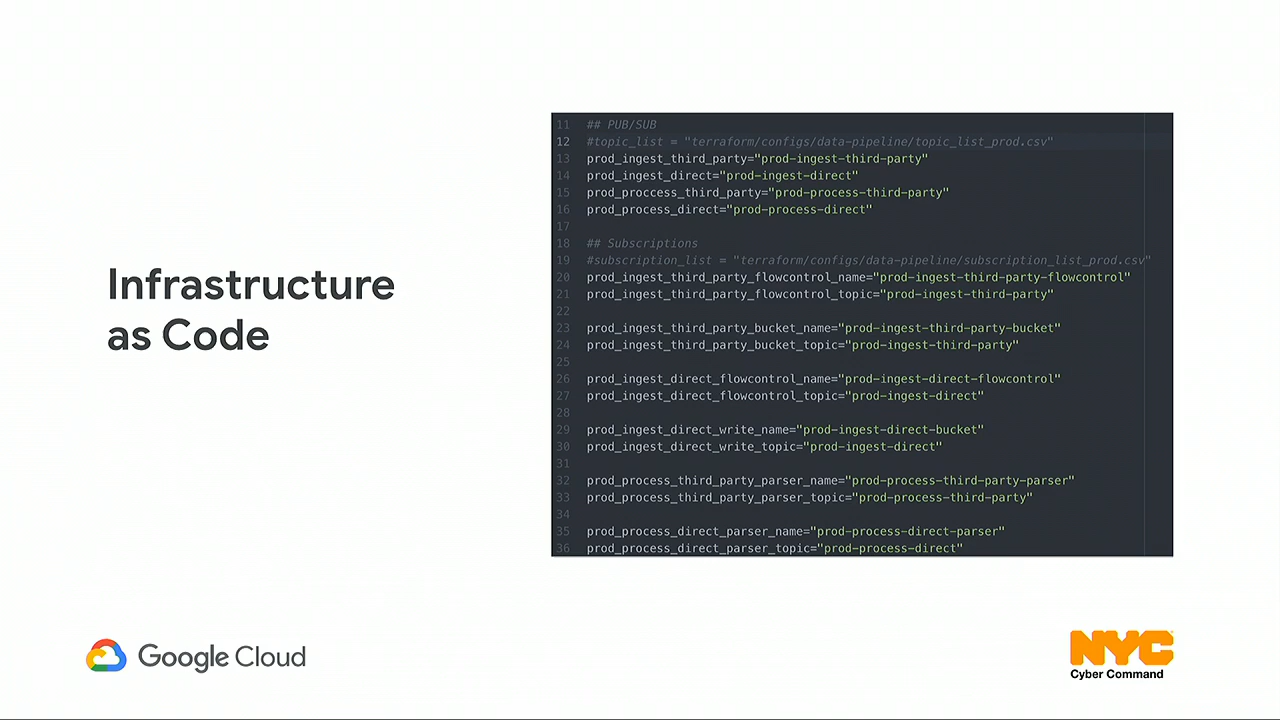 Infrastructure
as Code
11 ## PUB/SUB
12 #topic_list = "terraform/configs/data-pipeline/topic_list_prod.csv"
13 prod_ingest_third_party="prod-ingest-third-party"
14 prod_ingest_direct="prod-ingest-direct"
15 prod_proccess_third_party="prod-process-third-party"
16 prod_process_direct="prod-process-direct"
17
18 ## Subscriptions
19 #subscription_list = "terraform/configs/data-pipeline/subscription_list_prod.csv"
20 prod_ingest_third_party_flowcontrol_name="prod-ingest-third-party-flowcontrol"
21 prod_ingest_third_party_flowcontrol_topic="prod-ingest-third-party"
22
23 prod_ingest_third_party_bucket_name="prod-ingest-third-party-bucket"
24 prod_ingest_third_party_bucket_topic="prod-ingest-third-party"
25
26 prod_ingest_direct_flowcontrol_name="prod-ingest-direct-flowcontrol"
27 prod_ingest_direct_flowcontrol_topic="prod-ingest-direct"
28
29 prod_ingest_direct_write_name="prod-ingest-direct-bucket"
30 prod_ingest_direct_write_topic="prod-ingest-direct"
31
32 prod_process_third_party_parser_name="prod-process-third-party-parser"
33 prod_process_third_party_parser_topic="prod-process-third-party"
34
35 prod_process_direct_parser_name="prod-process-direct-parser"
36 prod_process_direct_parser_topic="prod-process-direct"
Google Cloud
NYC
Cyber Command